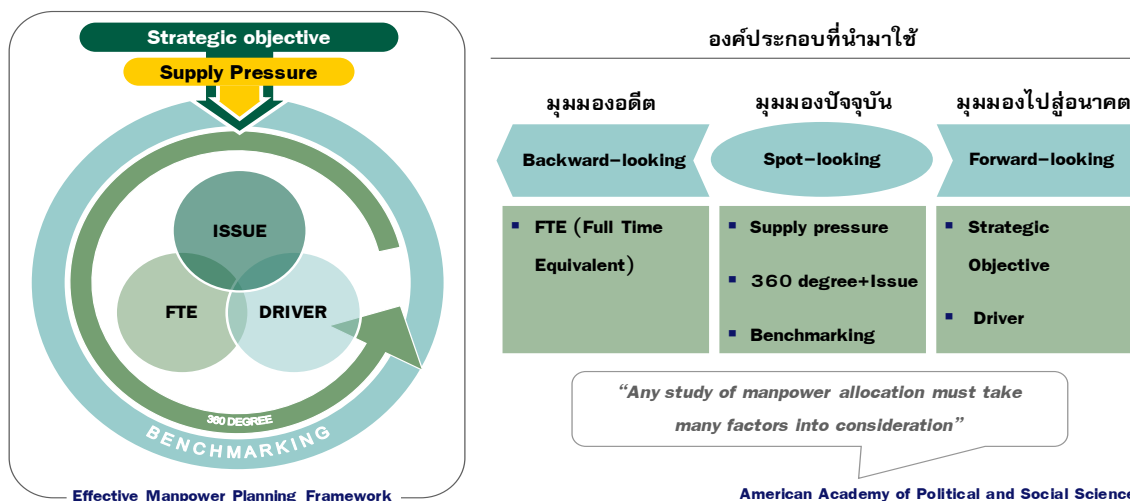 Strategic objective
Supply Pressure
ISSUE
FTE
DRIVER
360 DEGREE
BENCHMARKING
Effective Manpower Planning Framework
องค์ประกอบที่นำมาใช้
มุมมองอดีต
มุมมองปัจจุบัน
มุมมองไปสู่อนาคต
Backward-looking
Spot-looking
Forward-looking
▪ FTE (Full Time
Equivalent)
▪ Supply pressure
▪ 360 degree+Issue
▪ Benchmarking
▪ Strategic
Objective
▪ Driver
“Any study of manpower allocation must take
many factors into consideration”
American Academy of Political and Social Science